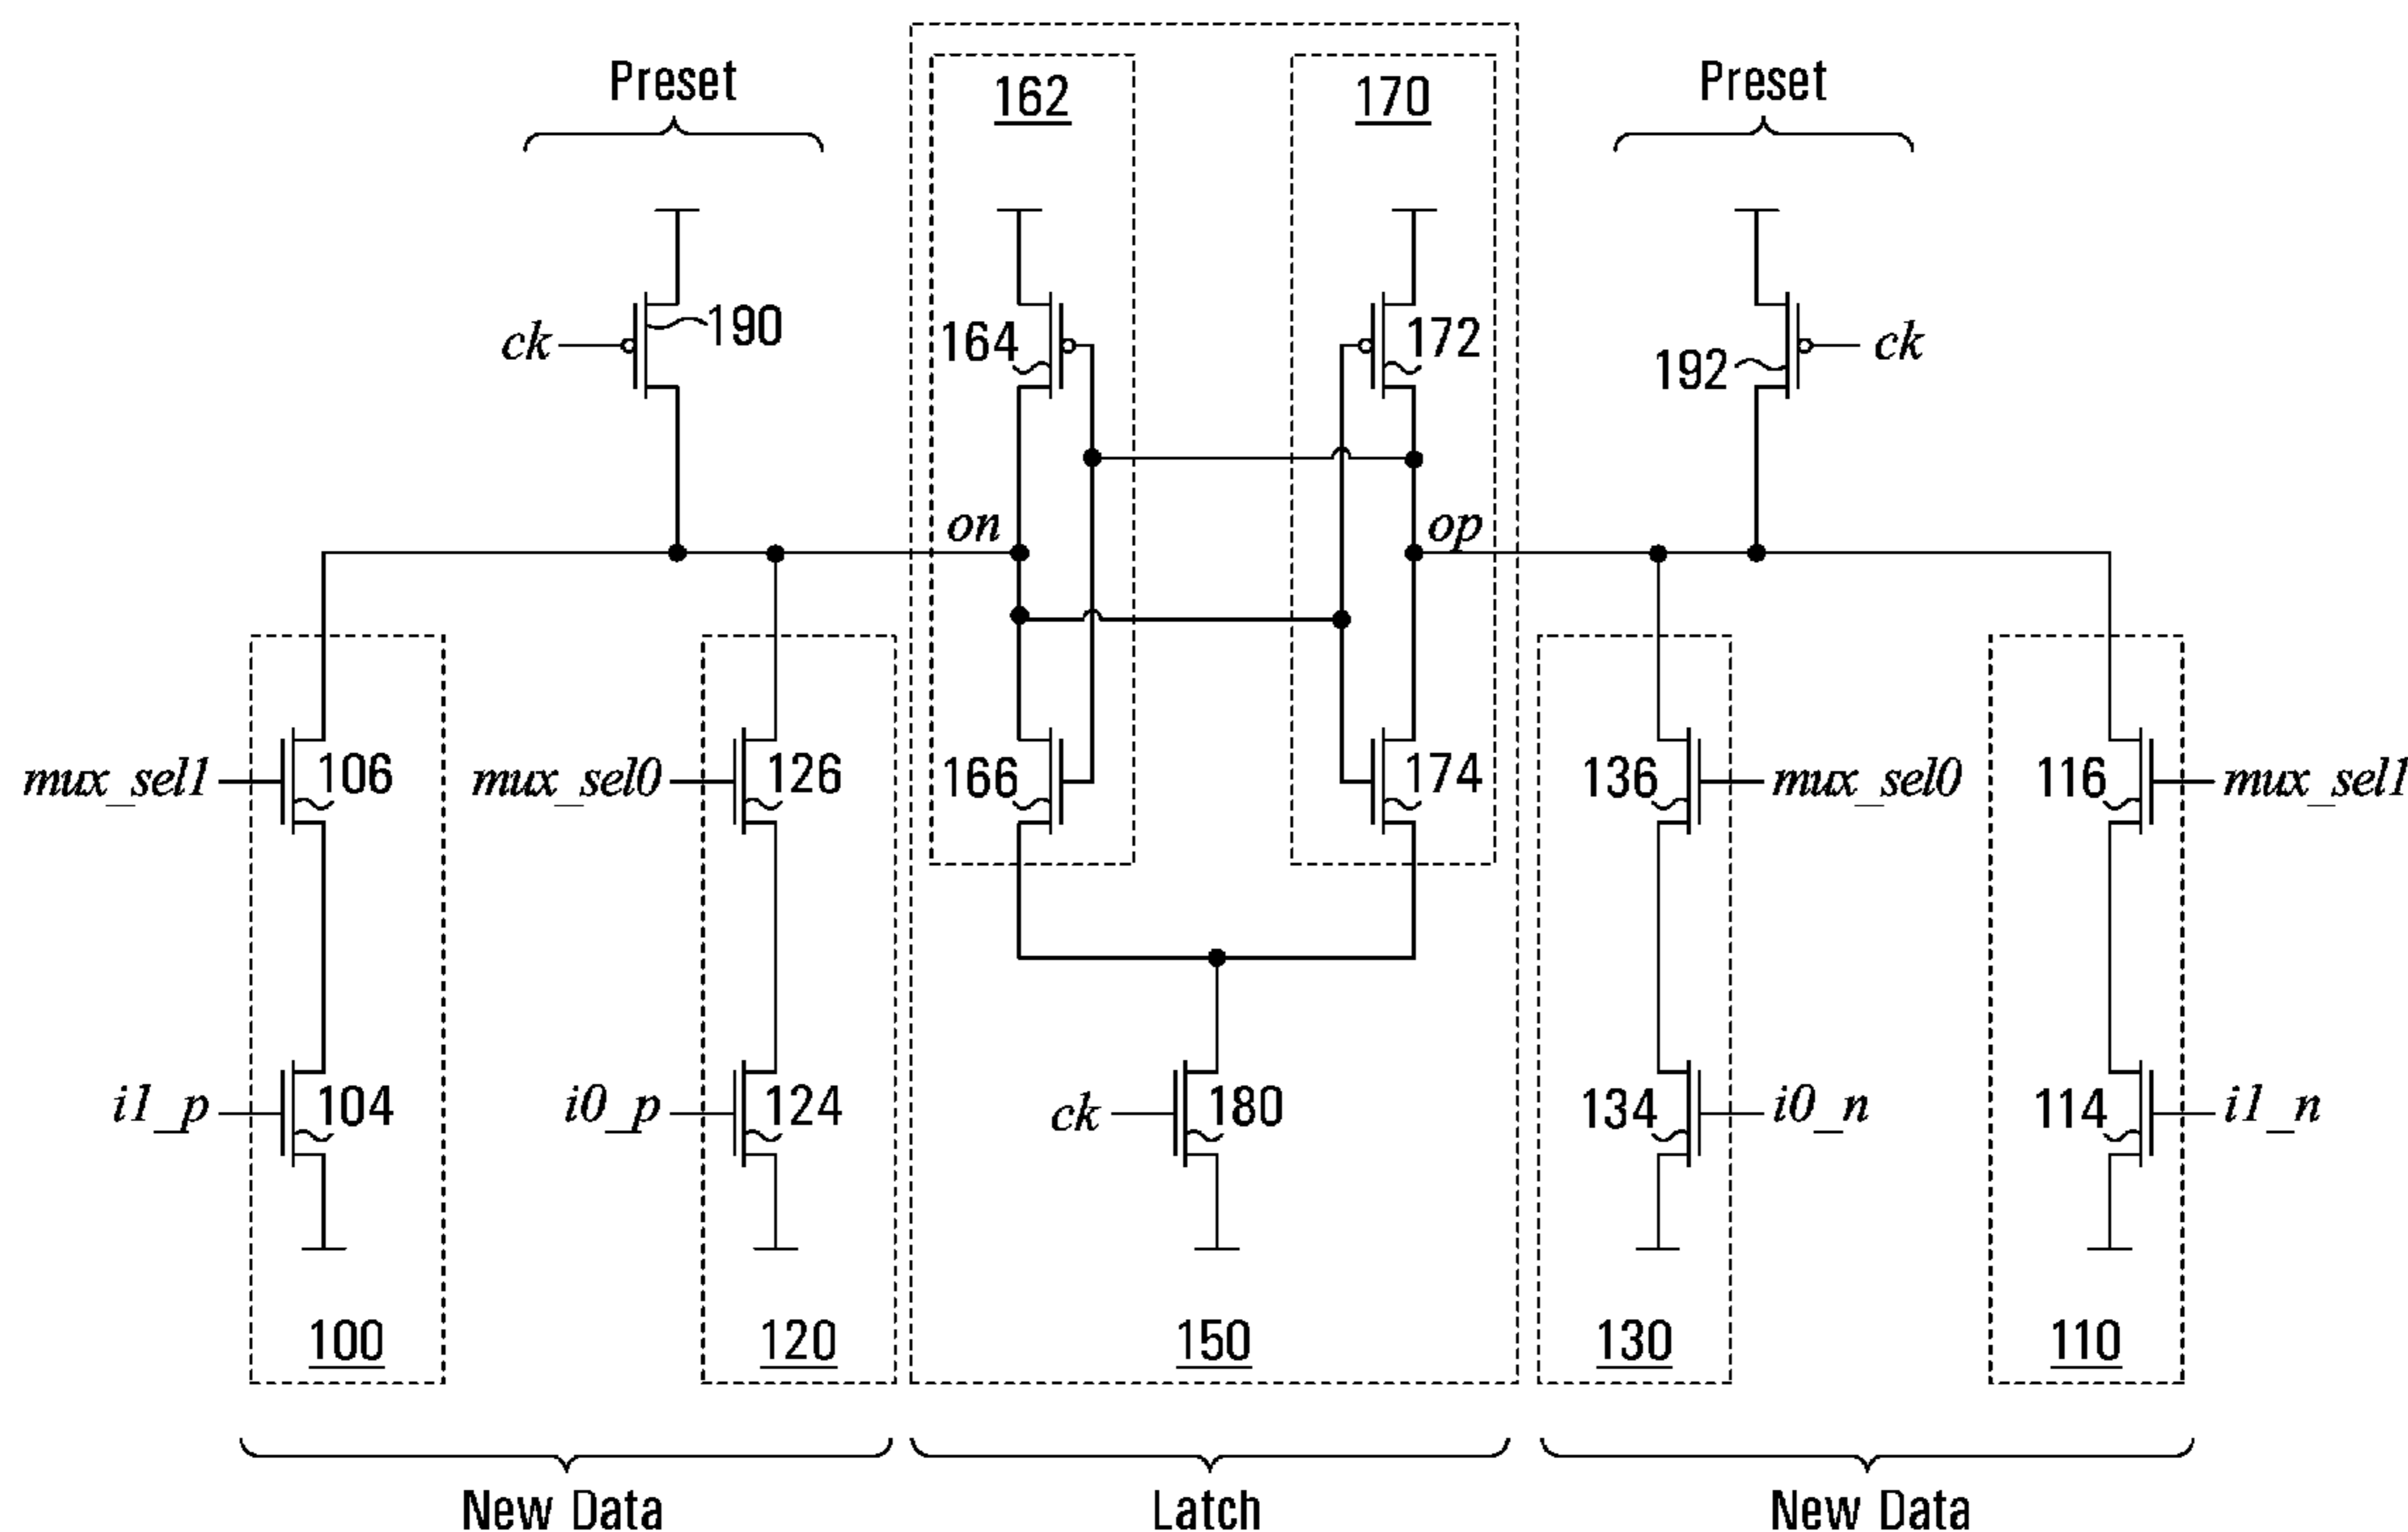 Preset Preset
162 170
ck 190 164 172 192 ck
on op
mux_sel1 106 mux_sel0 126 166 174 136 mux_sel0 116 mux_sel1
i1_p 104 i0_p 124 ck 180 134 i0_n 114 i1_n
100 120 150 130 110
New Data Latch New Data